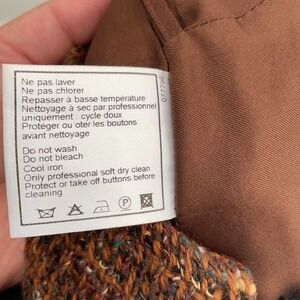 Ne pas laver
Ne pas chlorer
Repasser à basse température
Nettoyage à sec par professionnel
uniquement : cycle doux
Protéger ou oter les boutons
avant nettoyage
Do not wash
Do not bleach
Cool iron
Only professional soft dry clean
Protect or take off buttons before
cleaning
P